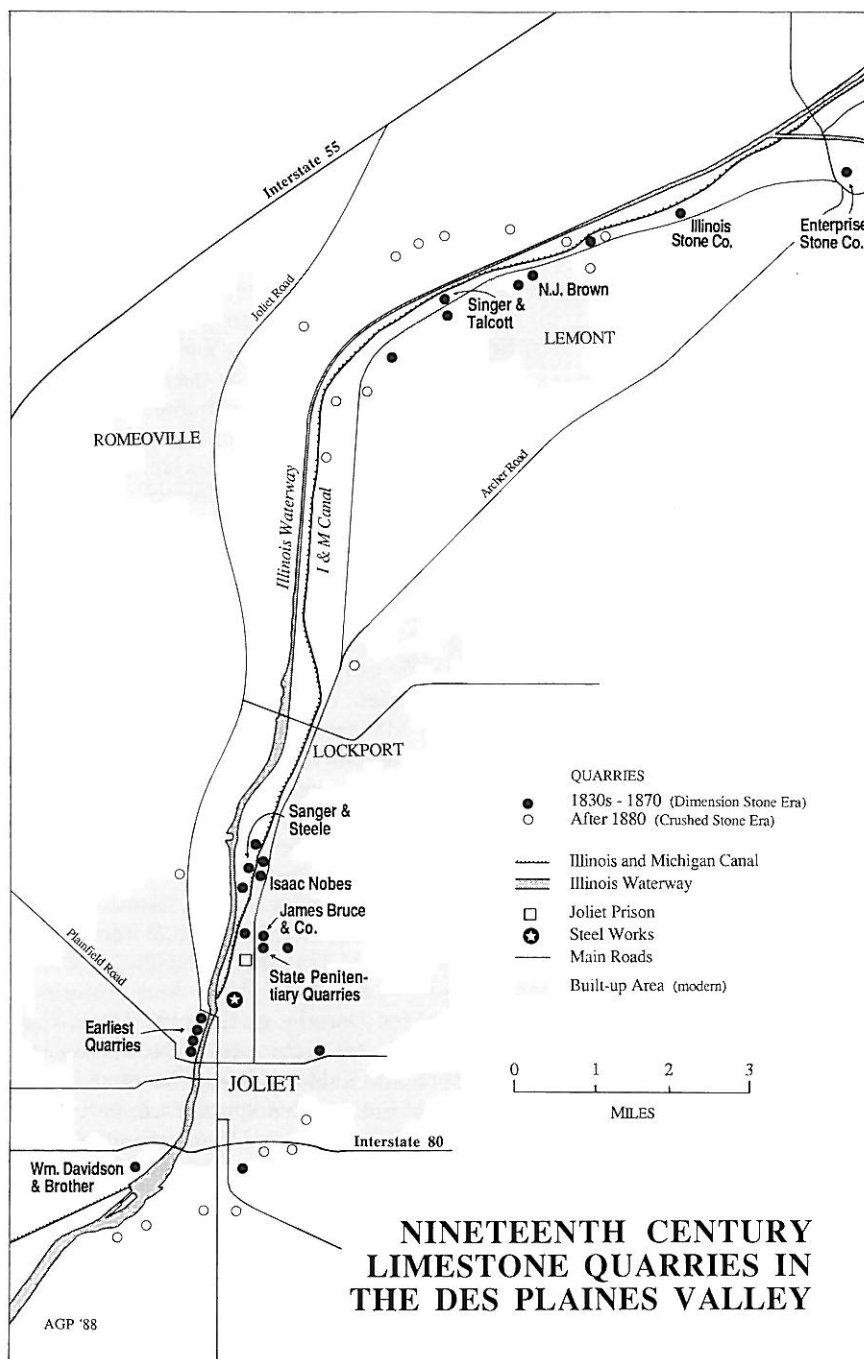 Interstate 55
Joliet Road
Illinois
Stone Co.
Enterprise
Stone Co.
N.J. Brown
Singer &
Talcott
LEMONT
ROMEOVILLE
Illinois Waterway
I & M Canal
Archer Road
LOCKPORT
Sanger &
Steele
Isaac Nobes
James Bruce
& Co.
State Peniten-
tiary Quarries
Plainfield Road
Earliest
Quarries
JOLIET
Interstate 80
Wm. Davidson
& Brother
QUARRIES
1830s - 1870 (Dimension Stone Era)
After 1880 (Crushed Stone Era)
Illinois and Michigan Canal
Illinois Waterway
Joliet Prison
Steel Works
Main Roads
Built-up Area (modern)
0 1 2 3
MILES
NINETEENTH CENTURY
LIMESTONE QUARRIES IN
THE DES PLAINES VALLEY
AGP '88